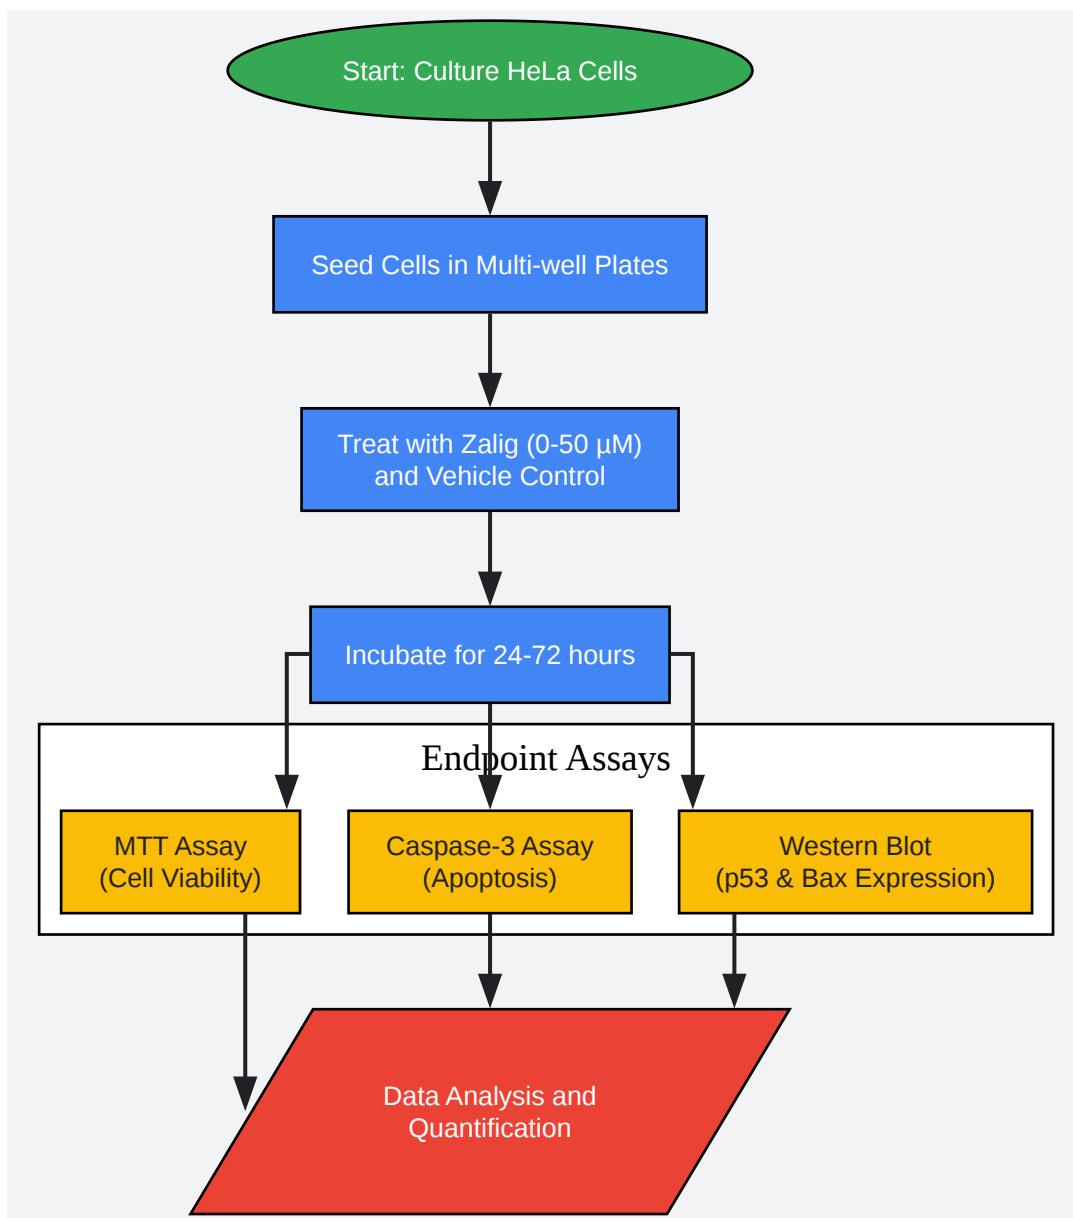 Start: Culture HeLa Cells
Seed Cells in Multi-well Plates
Treat with Zalig (0-50 µM)
and Vehicle Control
Incubate for 24-72 hours
Endpoint Assays
MTT Assay
(Cell Viability)
Caspase-3 Assay
(Apoptosis)
Western Blot
(p53 & Bax Expression)
Data Analysis and
Quantification